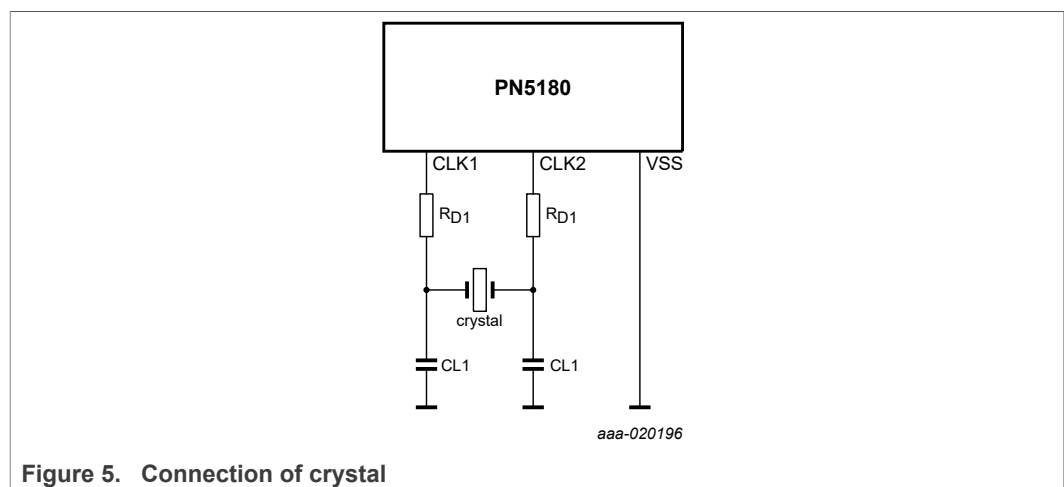 PN5180
CLK1 CLK2 VSS
RD1 RD1
crystal
CL1 CL1
aaa-020196
Figure 5. Connection of crystal